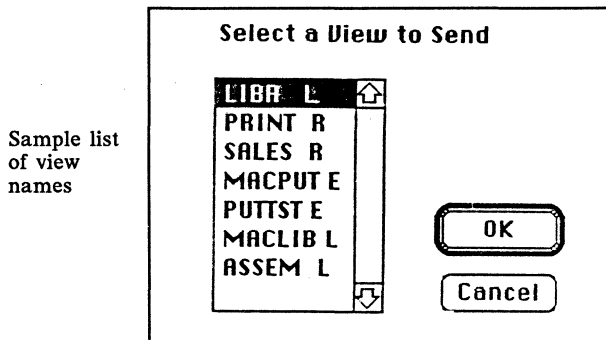 Select a View to Send
LIBR L
PRINT R
SALES R
MACPUT E
PUTTST E
MACLIB L
ASSEM L
Sample list
of view
names
OK
Cancel